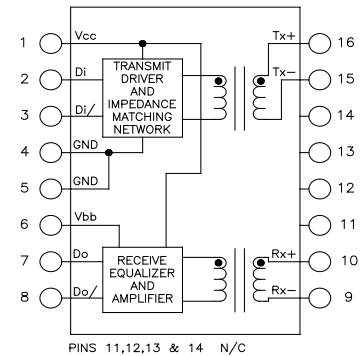 1 Vcc Tx+ 16
2 Di TRANSMIT DRIVER AND IMPEDANCE MATCHING NETWORK Tx- 15
3 Di/ 14
4 GND 13
5 GND 12
6 Vbb 11
7 Do RECEIVE EQUALIZER AND AMPLIFIER Rx+ 10
8 Do/ Rx- 9
PINS 11,12,13 & 14 N/C